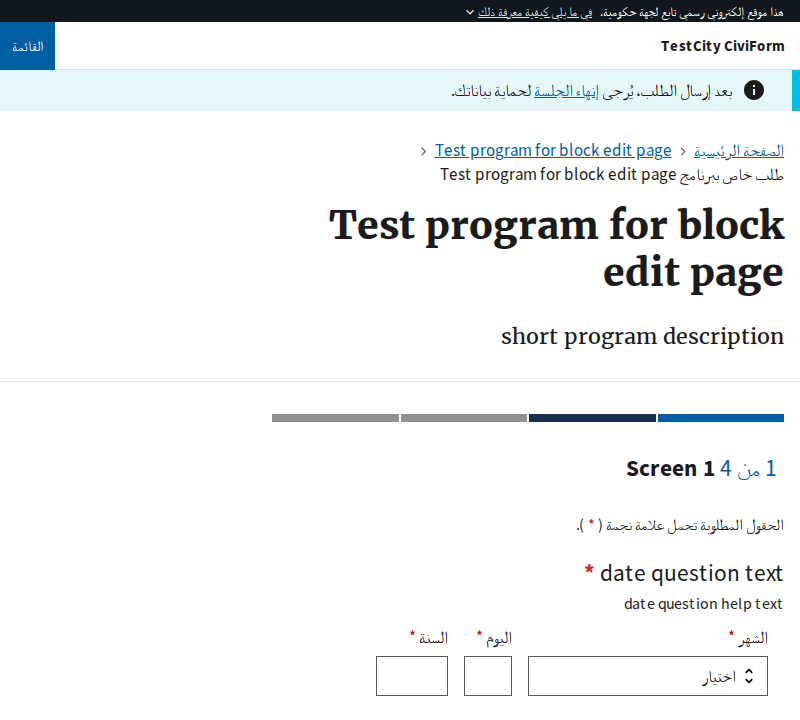 هذا موقع إلكتروني رسمي تابع لجهة حكومية. في ما يلي كيفية معرفة ذلك
TestCity CiviForm
القائمة
بعد إرسال الطلب، يُرجى إنهاء الجلسة لحماية بياناتك.
الصفحة الرئيسية
Test program for block edit page
طلب خاص ببرنامج Test program for block edit page
Test program for block
edit page
short program description
1 من 4 Screen 1
الحقول المطلوبة تحمل علامة نجمة ( * ).
date question text *
date question help text
الشهر * اليوم * السنة *
اختيار